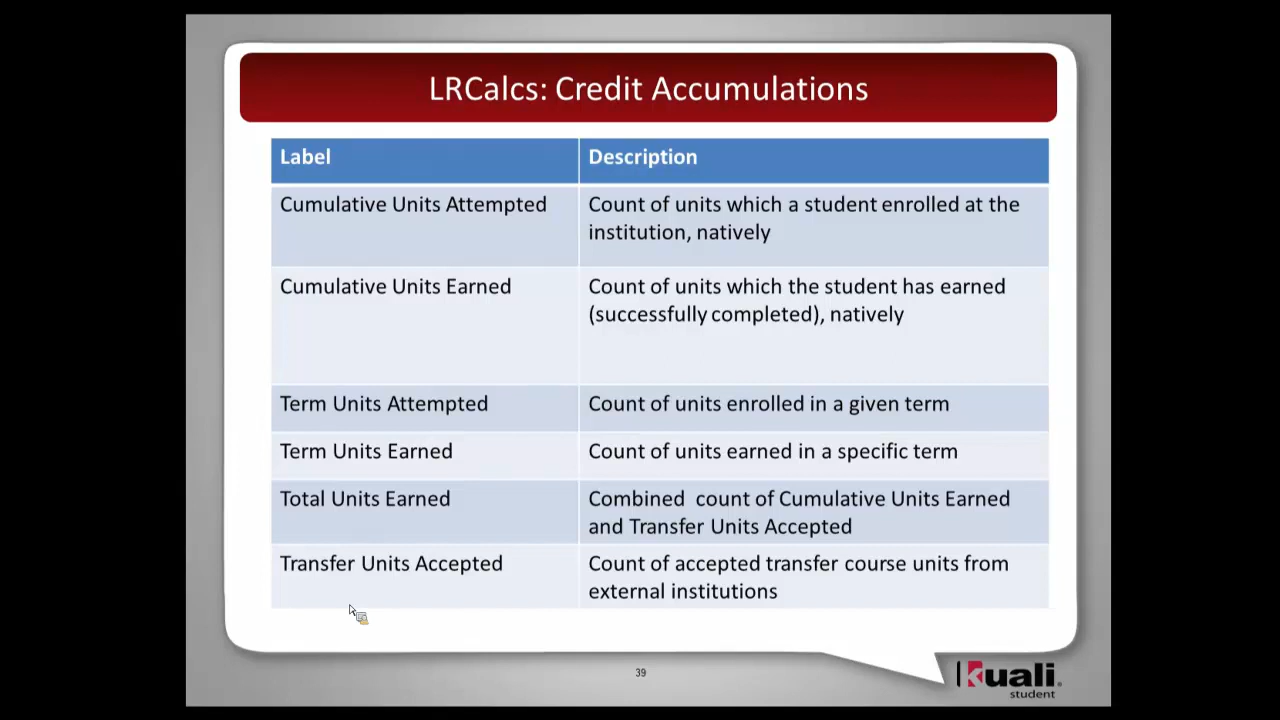 LRCalcs: Credit Accumulations
Label
Description
Cumulative Units Attempted
Count of units which a student enrolled at the
institution, natively
Cumulative Units Earned
Count of units which the student has earned
(successfully completed), natively
Term Units Attempted
Count of units enrolled in a given term
Term Units Earned
Count of units earned in a specific term
Total Units Earned
Combined  count of Cumulative Units Earned
and Transfer Units Accepted
Transfer Units Accepted
Count of accepted transfer course units from
external institutions
39
Kuali
student